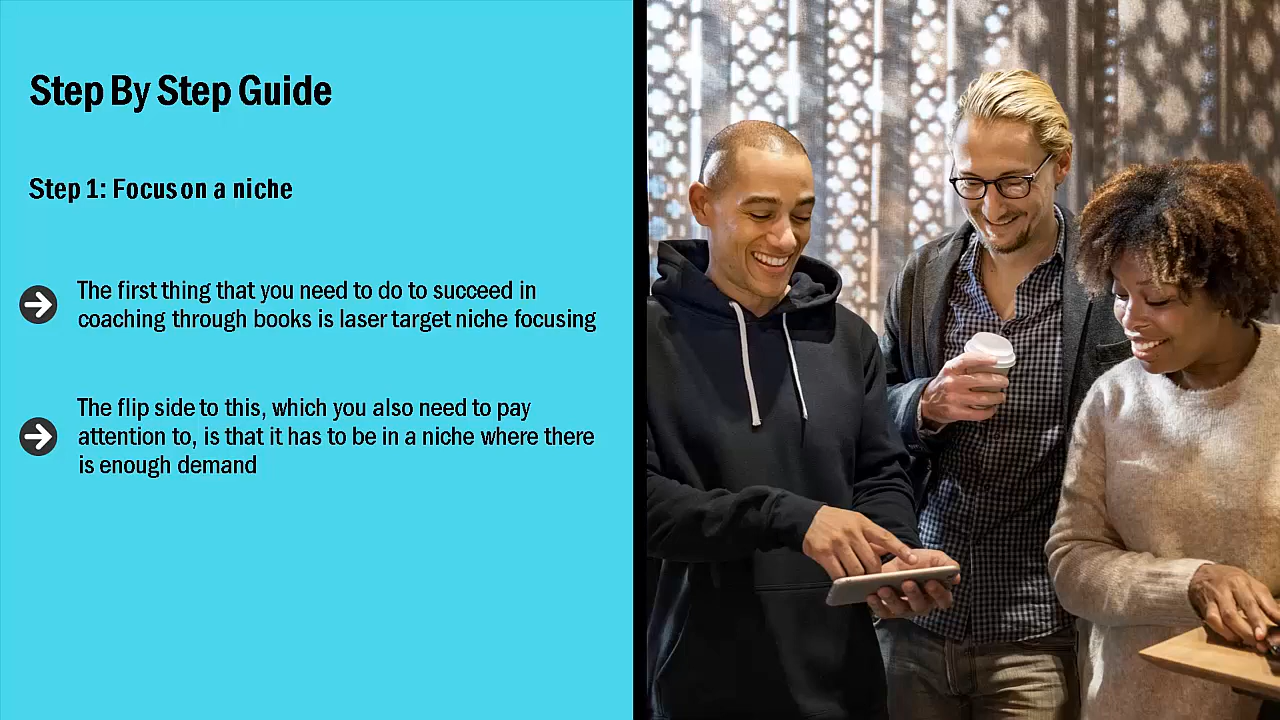 Step By Step Guide
Step 1: Focus on a niche
The first thing that you need to do to succeed in
coaching through books is laser target niche focusing
The flip side to this, which you also need to pay
attention to, is that it has to be in a niche where there
is enough demand